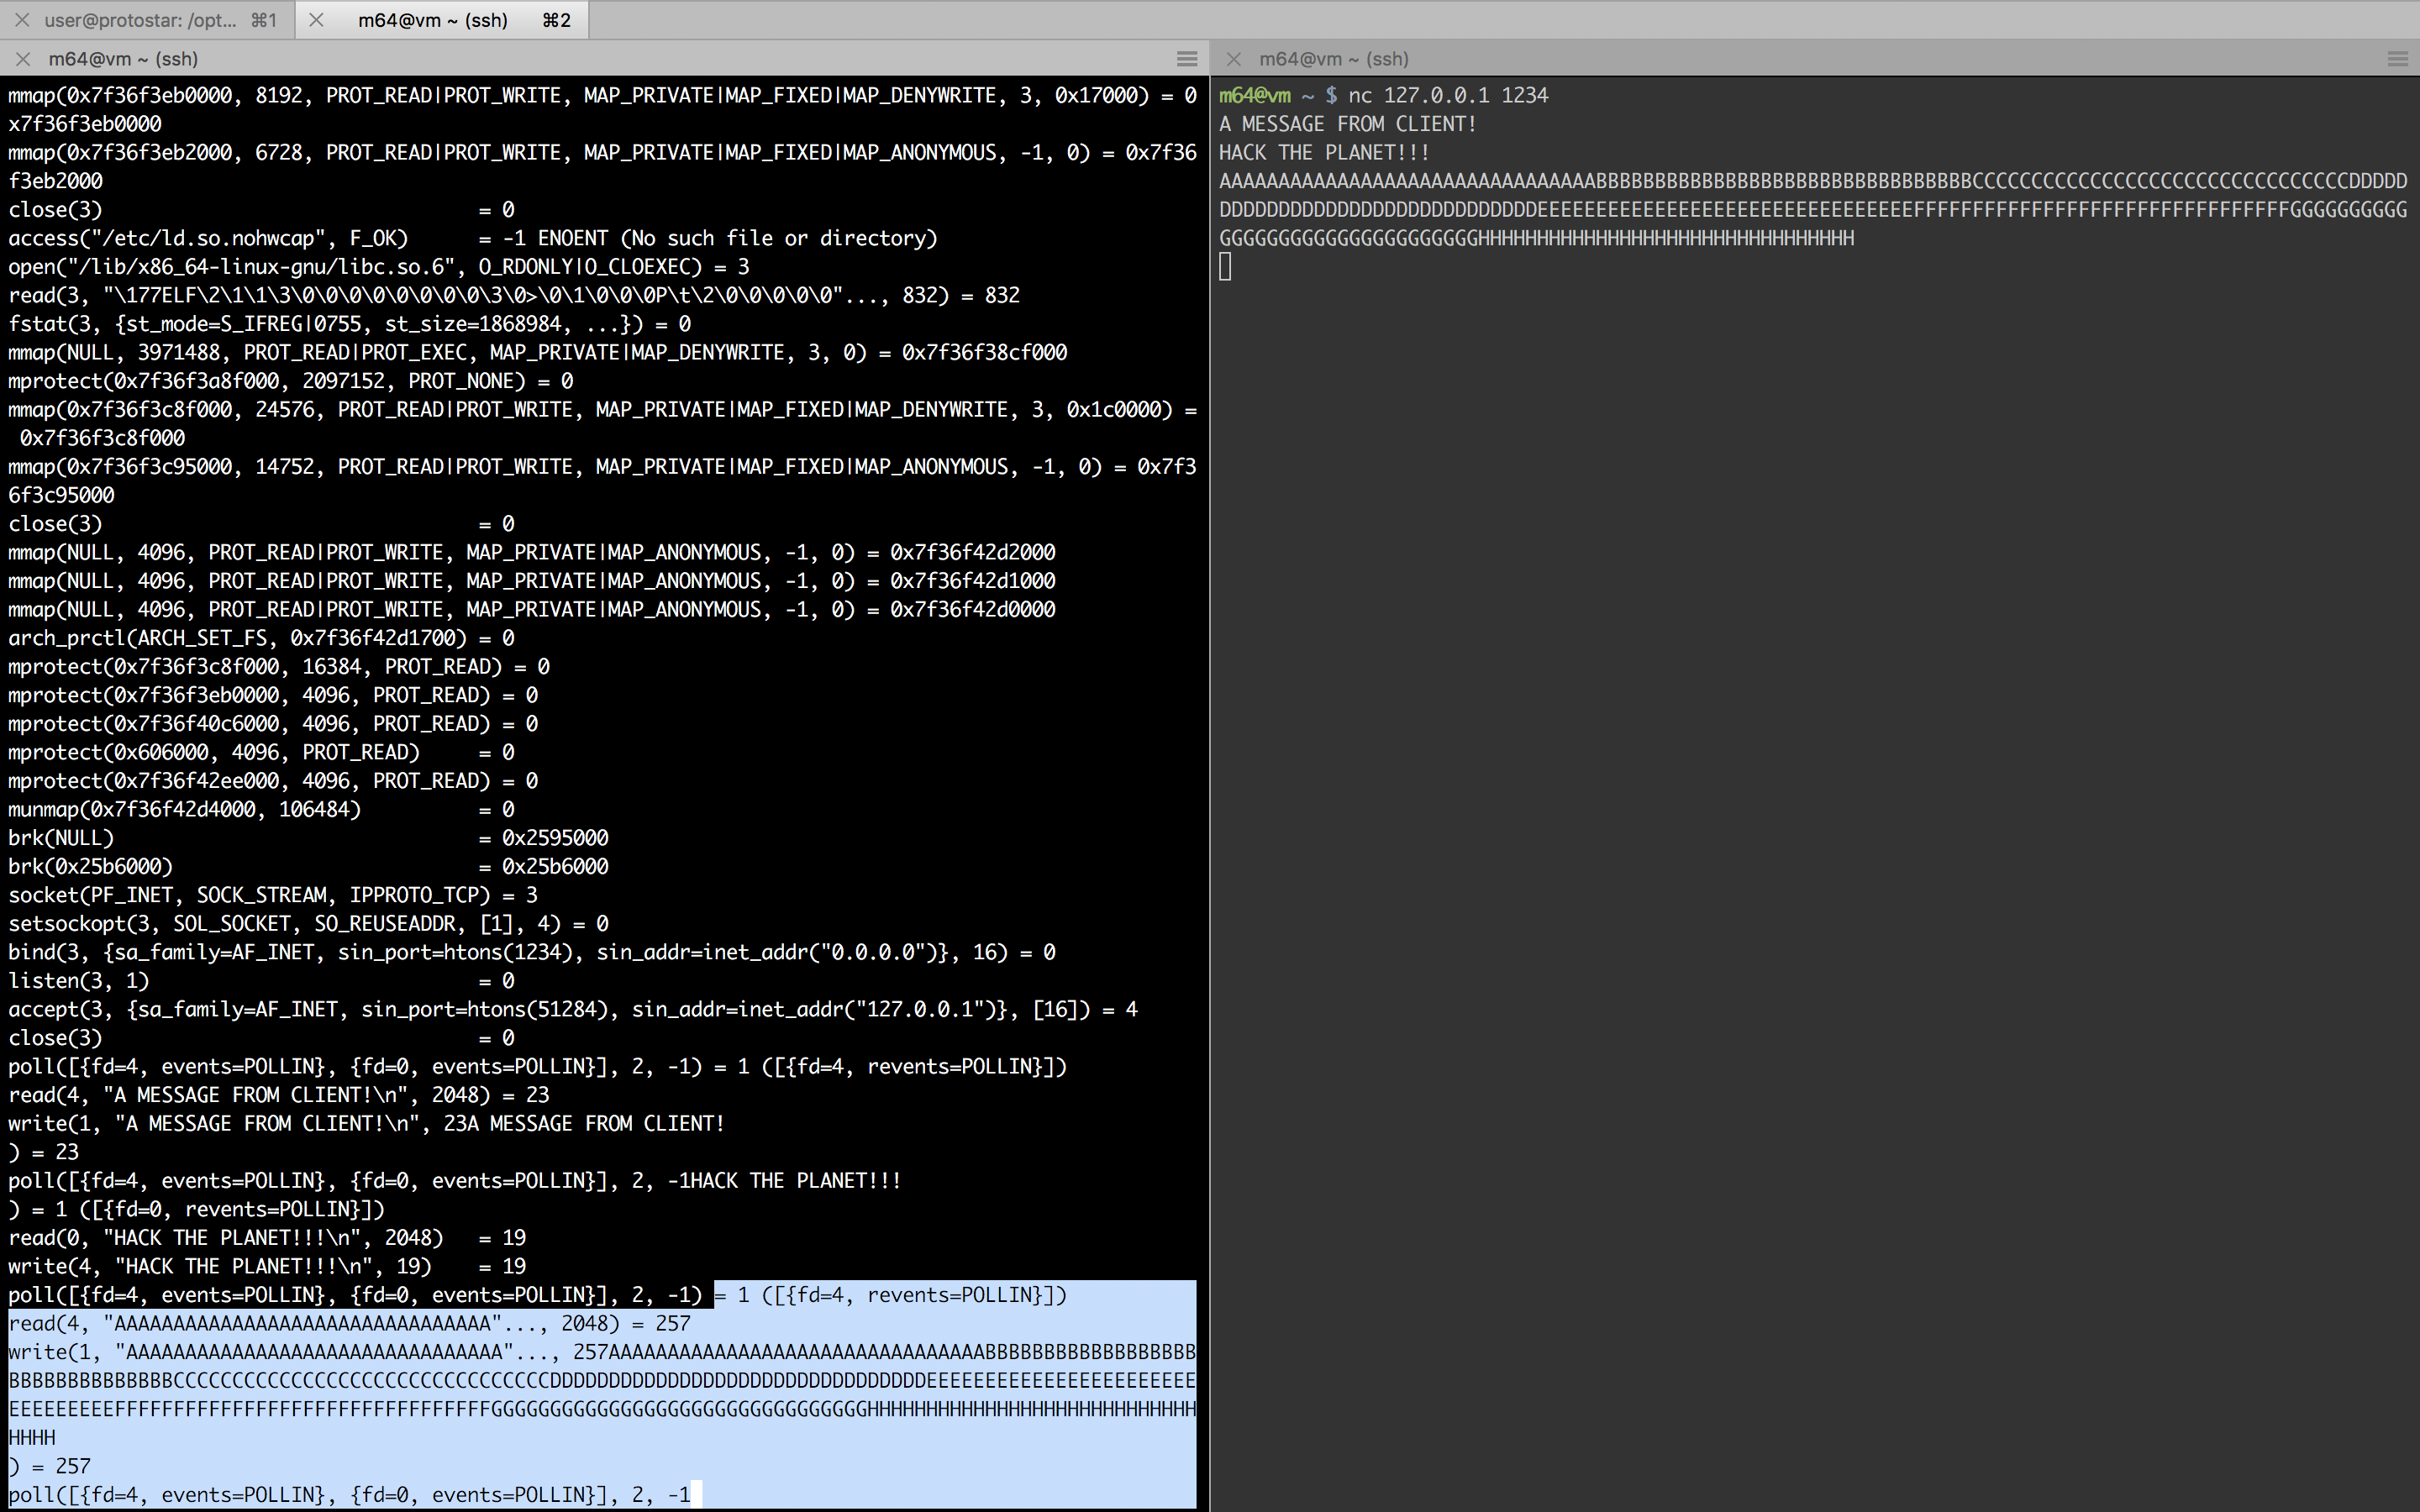 user@protostar: /opt... ⌘1
m64@vm ~ (ssh) ⌘2
m64@vm ~ (ssh)
mmap(0x7f36f3eb0000, 8192, PROT_READ|PROT_WRITE, MAP_PRIVATE|MAP_FIXED|MAP_DENYWRITE, 3, 0x17000) = 0
x7f36f3eb0000
mmap(0x7f36f3eb2000, 6728, PROT_READ|PROT_WRITE, MAP_PRIVATE|MAP_FIXED|MAP_ANONYMOUS, -1, 0) = 0x7f36
f3eb2000
close(3)                                = 0
access("/etc/ld.so.nohwcap", F_OK)      = -1 ENOENT (No such file or directory)
open("/lib/x86_64-linux-gnu/libc.so.6", O_RDONLY|O_CLOEXEC) = 3
read(3, "\177ELF\2\1\1\3\0\0\0\0\0\0\0\0\3\0>\0\1\0\0\0P\t\2\0\0\0\0\0"..., 832) = 832
fstat(3, {st_mode=S_IFREG|0755, st_size=1868984, ...}) = 0
mmap(NULL, 3971488, PROT_READ|PROT_EXEC, MAP_PRIVATE|MAP_DENYWRITE, 3, 0) = 0x7f36f38cf000
mprotect(0x7f36f3a8f000, 2097152, PROT_NONE) = 0
mmap(0x7f36f3c8f000, 24576, PROT_READ|PROT_WRITE, MAP_PRIVATE|MAP_FIXED|MAP_DENYWRITE, 3, 0x1c0000) =
 0x7f36f3c8f000
mmap(0x7f36f3c95000, 14752, PROT_READ|PROT_WRITE, MAP_PRIVATE|MAP_FIXED|MAP_ANONYMOUS, -1, 0) = 0x7f3
6f3c95000
close(3)                                = 0
mmap(NULL, 4096, PROT_READ|PROT_WRITE, MAP_PRIVATE|MAP_ANONYMOUS, -1, 0) = 0x7f36f42d2000
mmap(NULL, 4096, PROT_READ|PROT_WRITE, MAP_PRIVATE|MAP_ANONYMOUS, -1, 0) = 0x7f36f42d1000
mmap(NULL, 4096, PROT_READ|PROT_WRITE, MAP_PRIVATE|MAP_ANONYMOUS, -1, 0) = 0x7f36f42d0000
arch_prctl(ARCH_SET_FS, 0x7f36f42d1700) = 0
mprotect(0x7f36f3c8f000, 16384, PROT_READ) = 0
mprotect(0x7f36f3eb0000, 4096, PROT_READ) = 0
mprotect(0x7f36f40c6000, 4096, PROT_READ) = 0
mprotect(0x606000, 4096, PROT_READ)     = 0
mprotect(0x7f36f42ee000, 4096, PROT_READ) = 0
munmap(0x7f36f42d4000, 106484)          = 0
brk(NULL)                               = 0x2595000
brk(0x25b6000)                          = 0x25b6000
socket(PF_INET, SOCK_STREAM, IPPROTO_TCP) = 3
setsockopt(3, SOL_SOCKET, SO_REUSEADDR, [1], 4) = 0
bind(3, {sa_family=AF_INET, sin_port=htons(1234), sin_addr=inet_addr("0.0.0.0")}, 16) = 0
listen(3, 1)                            = 0
accept(3, {sa_family=AF_INET, sin_port=htons(51284), sin_addr=inet_addr("127.0.0.1")}, [16]) = 4
close(3)                                = 0
poll([{fd=4, events=POLLIN}, {fd=0, events=POLLIN}], 2, -1) = 1 ([{fd=4, revents=POLLIN}])
read(4, "A MESSAGE FROM CLIENT!\n", 2048) = 23
write(1, "A MESSAGE FROM CLIENT!\n", 23A MESSAGE FROM CLIENT!
) = 23
poll([{fd=4, events=POLLIN}, {fd=0, events=POLLIN}], 2, -1HACK THE PLANET!!!
) = 1 ([{fd=0, revents=POLLIN}])
read(0, "HACK THE PLANET!!!\n", 2048)   = 19
write(4, "HACK THE PLANET!!!\n", 19)    = 19
poll([{fd=4, events=POLLIN}, {fd=0, events=POLLIN}], 2, -1) = 1 ([{fd=4, revents=POLLIN}])
read(4, "AAAAAAAAAAAAAAAAAAAAAAAAAAAAAAAA"..., 2048) = 257
write(1, "AAAAAAAAAAAAAAAAAAAAAAAAAAAAAAAA"..., 257AAAAAAAAAAAAAAAAAAAAAAAAAAAAAAAABBBBBBBBBBBBBBBBBB
BBBBBBBBBBBBBBCCCCCCCCCCCCCCCCCCCCCCCCCCCCCCCCDDDDDDDDDDDDDDDDDDDDDDDDDDDDDDDDEEEEEEEEEEEEEEEEEEEEEEE
EEEEEEEEEFFFFFFFFFFFFFFFFFFFFFFFFFFFFFFFFGGGGGGGGGGGGGGGGGGGGGGGGGGGGGGGGHHHHHHHHHHHHHHHHHHHHHHHHHHHH
HHHH
) = 257
poll([{fd=4, events=POLLIN}, {fd=0, events=POLLIN}], 2, -1
m64@vm ~ (ssh)
m64@vm ~ $ nc 127.0.0.1 1234
A MESSAGE FROM CLIENT!
HACK THE PLANET!!!
AAAAAAAAAAAAAAAAAAAAAAAAAAAAAAAABBBBBBBBBBBBBBBBBBBBBBBBBBBBBBBBCCCCCCCCCCCCCCCCCCCCCCCCCCCCCCCCDDDDD
DDDDDDDDDDDDDDDDDDDDDDDDDDDEEEEEEEEEEEEEEEEEEEEEEEEEEEEEEEEFFFFFFFFFFFFFFFFFFFFFFFFFFFFFFFFGGGGGGGGGG
GGGGGGGGGGGGGGGGGGGGGGHHHHHHHHHHHHHHHHHHHHHHHHHHHHHHHH